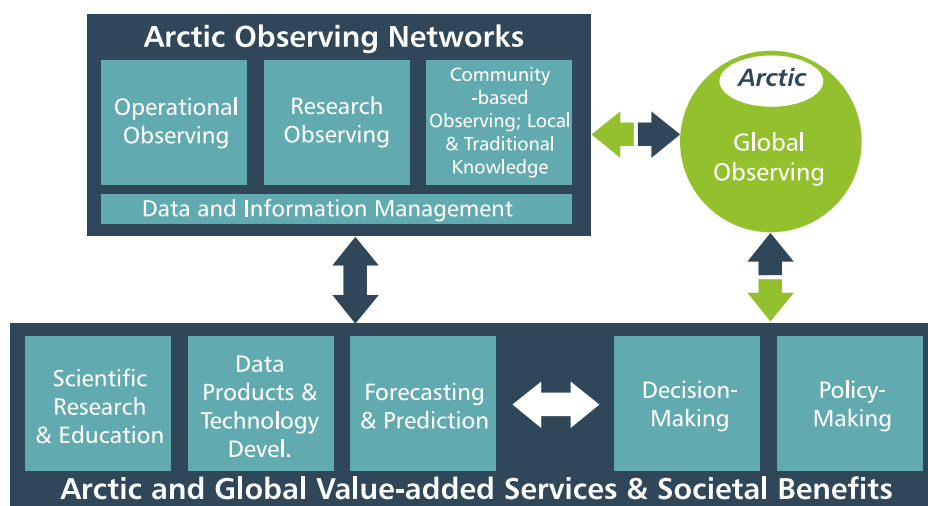 Arctic Observing Networks
Operational
Observing
Research
Observing
Community
-based
Observing; Local
& Traditional
Knowledge
Data and Information Management
Arctic
Global
Observing
Scientific
Research
& Education
Data
Products &
Technology
Devel.
Forecasting
& Prediction
Decision-
Making
Policy-
Making
Arctic and Global Value-added Services & Societal Benefits